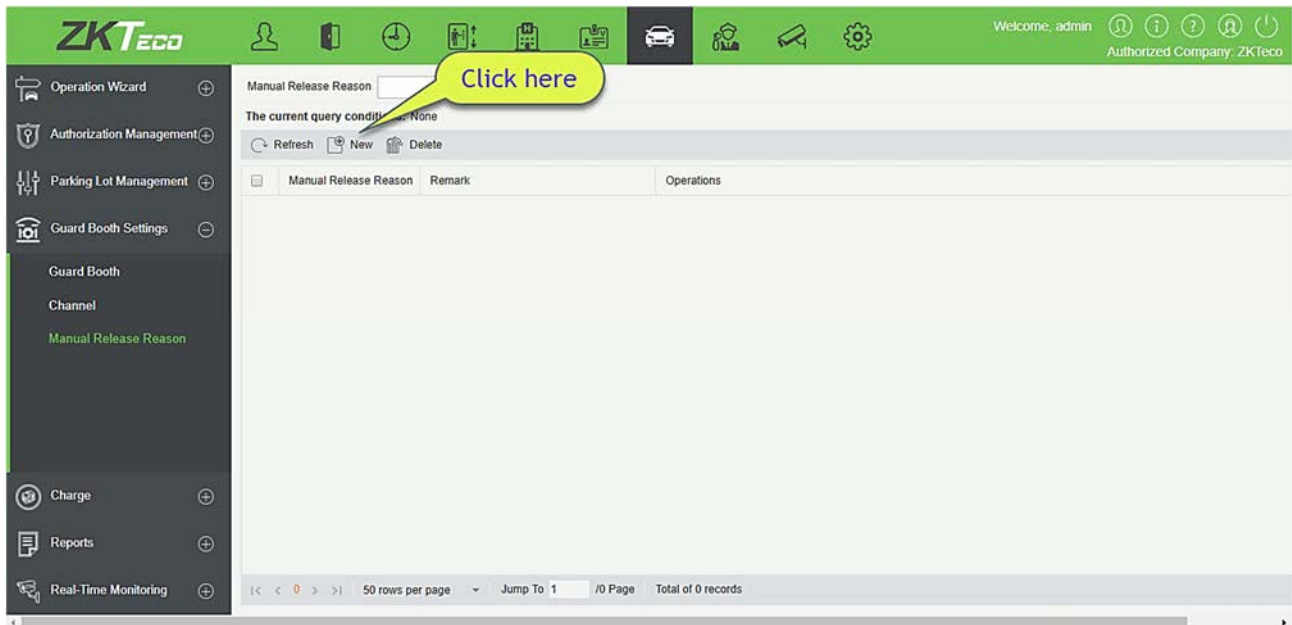 ZKTeco
Welcome, admin
Authorized Company: ZKTeco
Operation Wizard
Authorization Management
Parking Lot Management
Guard Booth Settings
Guard Booth
Channel
Manual Release Reason
Charge
Reports
Real-Time Monitoring
Manual Release Reason
Click here
The current query conditions: None
Refresh New Delete
Manual Release Reason Remark Operations
|< < 0 > >| 50 rows per page Jump To 1 /0 Page Total of 0 records